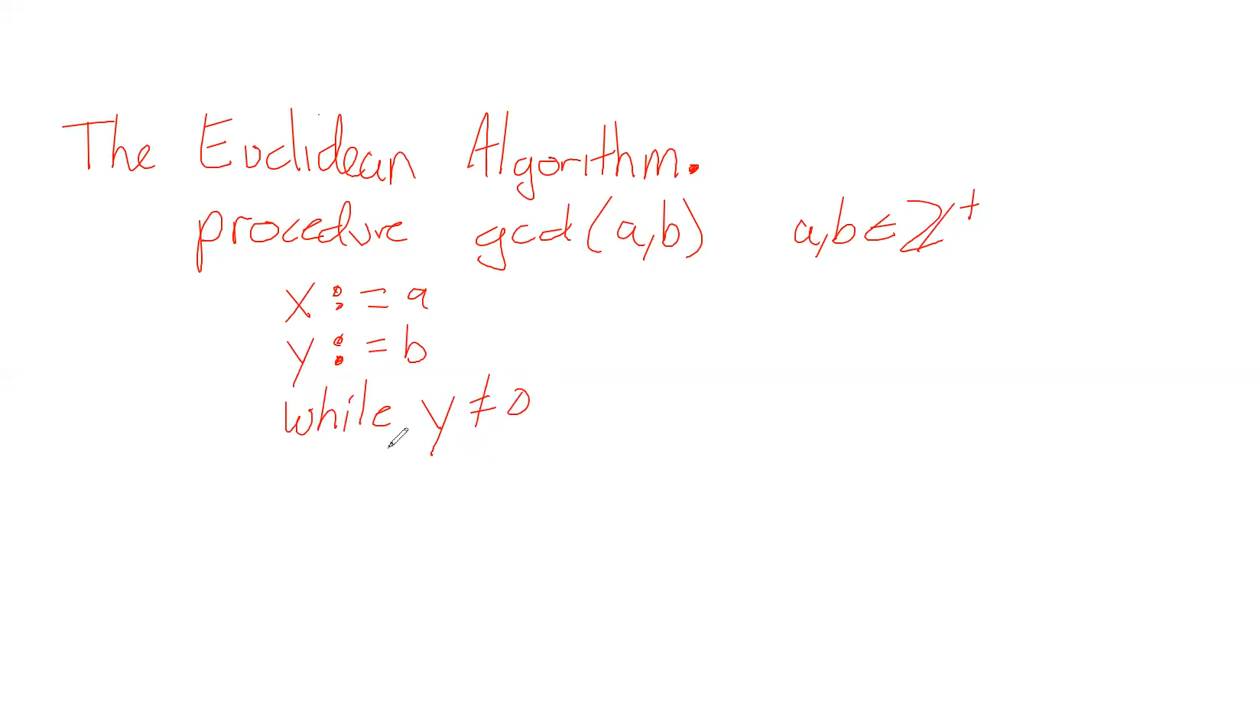 The Euclidean Algorithm.
procedure gcd(a,b) a,b ∈ ℤ⁺
x := a
y := b
while y ≠ 0